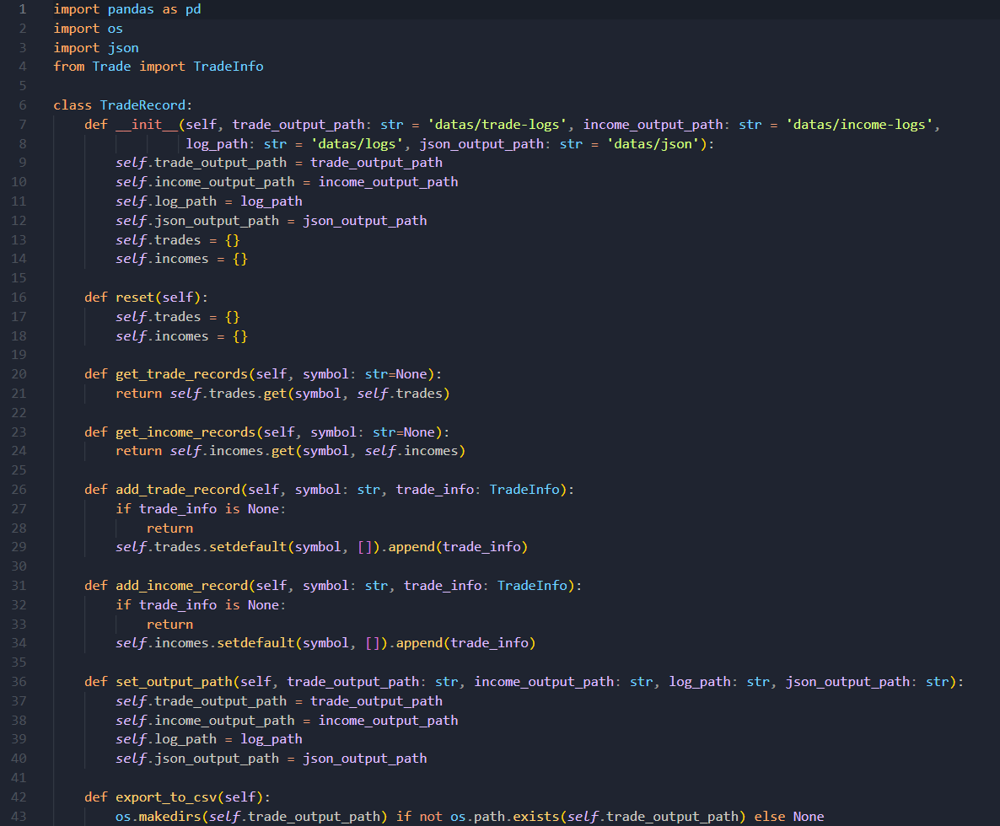 1 import pandas as pd
2 import os
3 import json
4 from Trade import TradeInfo
5
6 class TradeRecord:
7     def __init__(self, trade_output_path: str = 'datas/trade-logs', income_output_path: str = 'datas/income-logs',
8                  log_path: str = 'datas/logs', json_output_path: str = 'datas/json'):
9         self.trade_output_path = trade_output_path
10         self.income_output_path = income_output_path
11         self.log_path = log_path
12         self.json_output_path = json_output_path
13         self.trades = {}
14         self.incomes = {}
15
16     def reset(self):
17         self.trades = {}
18         self.incomes = {}
19
20     def get_trade_records(self, symbol: str=None):
21         return self.trades.get(symbol, self.trades)
22
23     def get_income_records(self, symbol: str=None):
24         return self.incomes.get(symbol, self.incomes)
25
26     def add_trade_record(self, symbol: str, trade_info: TradeInfo):
27         if trade_info is None:
28             return
29         self.trades.setdefault(symbol, []).append(trade_info)
30
31     def add_income_record(self, symbol: str, trade_info: TradeInfo):
32         if trade_info is None:
33             return
34         self.incomes.setdefault(symbol, []).append(trade_info)
35
36     def set_output_path(self, trade_output_path: str, income_output_path: str, log_path: str, json_output_path: str):
37         self.trade_output_path = trade_output_path
38         self.income_output_path = income_output_path
39         self.log_path = log_path
40         self.json_output_path = json_output_path
41
42     def export_to_csv(self):
43         os.makedirs(self.trade_output_path) if not os.path.exists(self.trade_output_path) else None